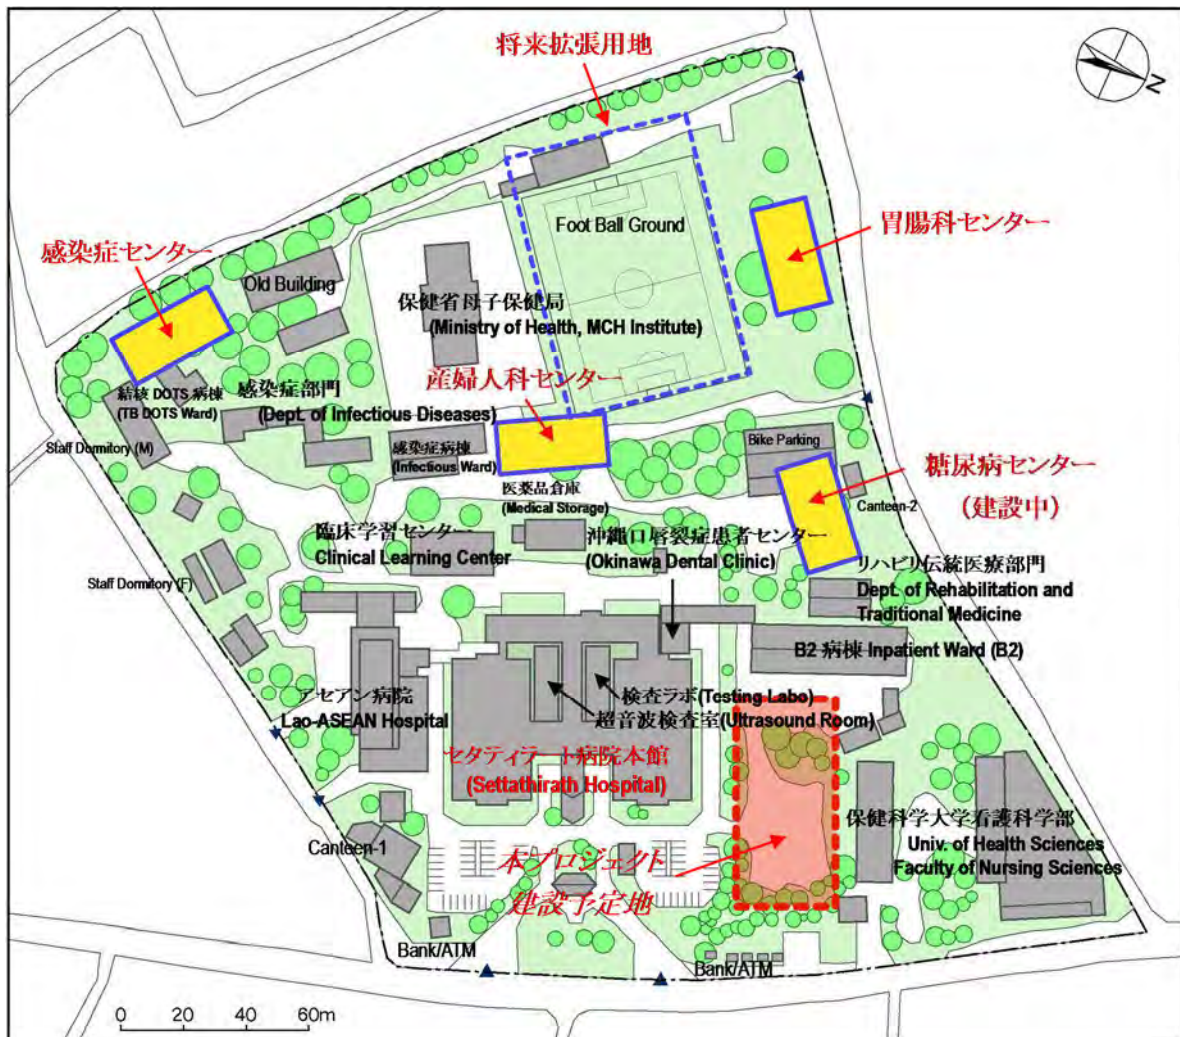 将来拡張用地
N
Foot Ball Ground
胃腸科センター
感染症センター
Old Building
保健省母子保健局
(Ministry of Health, MCH Institute)
産婦人科センター
結核 DOTS 病棟
(TB DOTS Ward)
感染症部門
(Dept. of Infectious Diseases)
Staff Dormitory (M)
感染症病棟
(Infectious Ward)
Bike Parking
糖尿病センター
(建設中)
医薬品倉庫
(Medical Storage)
Canteen-2
臨床学習センター
Clinical Learning Center
沖縄口唇裂症患者センター
(Okinawa Dental Clinic)
リハビリ伝統医療部門
Dept. of Rehabilitation and
Traditional Medicine
Staff Dormitory (F)
B2 病棟 Inpatient Ward (B2)
アセアン病院
Lao-ASEAN Hospital
検査ラボ(Testing Labo)
超音波検査室(Ultrasound Room)
セタティラート病院本館
(Settathirath Hospital)
保健科学大学看護科学部
Univ. of Health Sciences
Faculty of Nursing Sciences
Canteen-1
本プロジェクト
建設予定地
Bank/ATM
Bank/ATM
0 20 40 60m